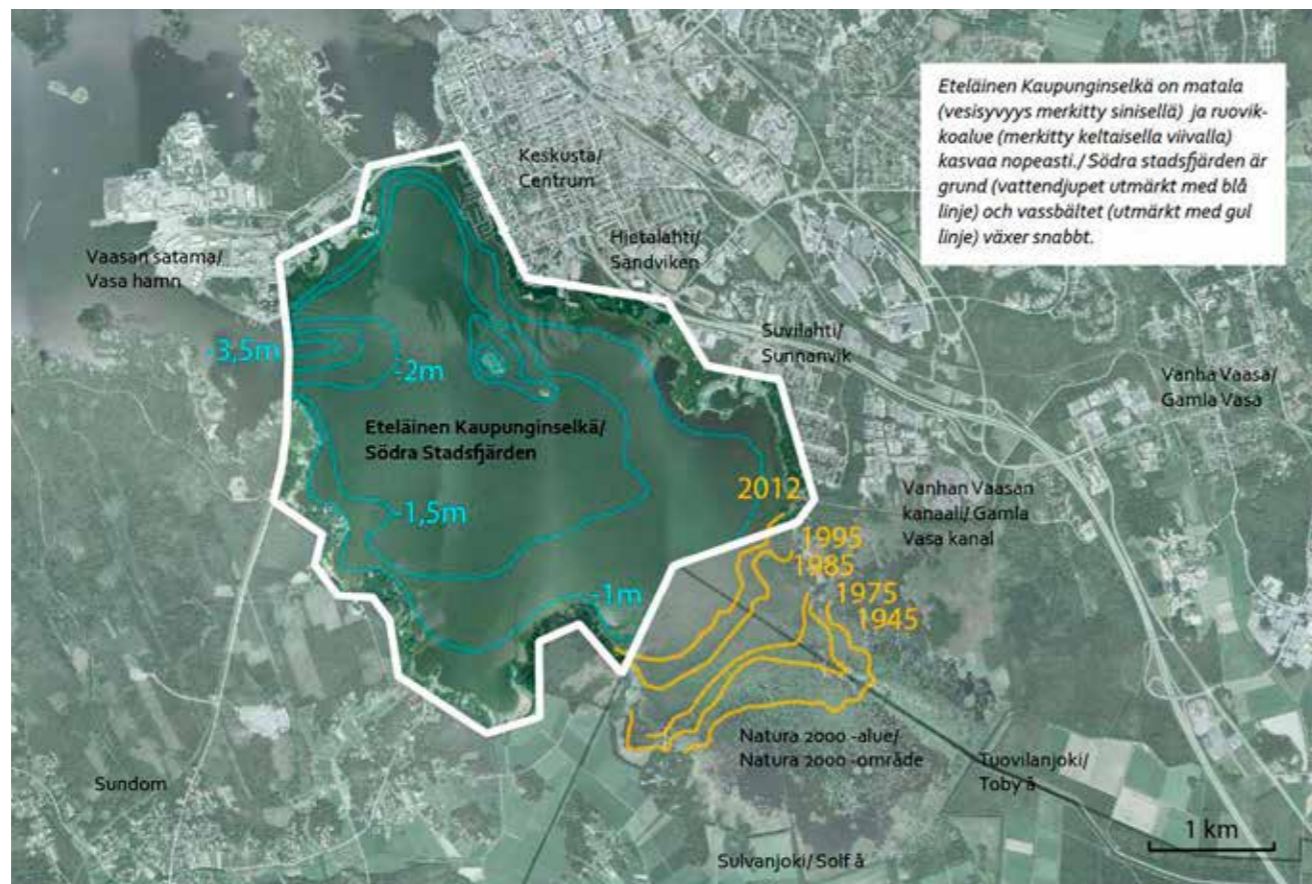 Eteläinen Kaupunginselkä on matala
(vesisyvyys merkitty sinisellä) ja ruovik-
koalue (merkitty keltaisella viivalla)
kasvaa nopeasti./ Södra stadsfjärden är
grund (vattendjupet utmärkt med blå
linje) och vassbältet (utmärkt med gul
linje) växer snabbt.
Keskusta/
Centrum
Hietalahti/
Sandviken
Vaasan satama/
Vasa hamn
Suvilahti/
Sunnanvik
-3,5m
-2m
Vanha Vaasa/
Gamla Vasa
Eteläinen Kaupunginselkä/
Södra Stadsfjärden
-1,5m
2012
Vanhan Vaasan
kanaali/ Gamla
Vasa kanal
1995
1985
1975
1945
-1m
Natura 2000 -alue/
Natura 2000 -område
Tuovilanjoki/
Toby å
Sundom
1 km
Sulvanjoki/ Solf å